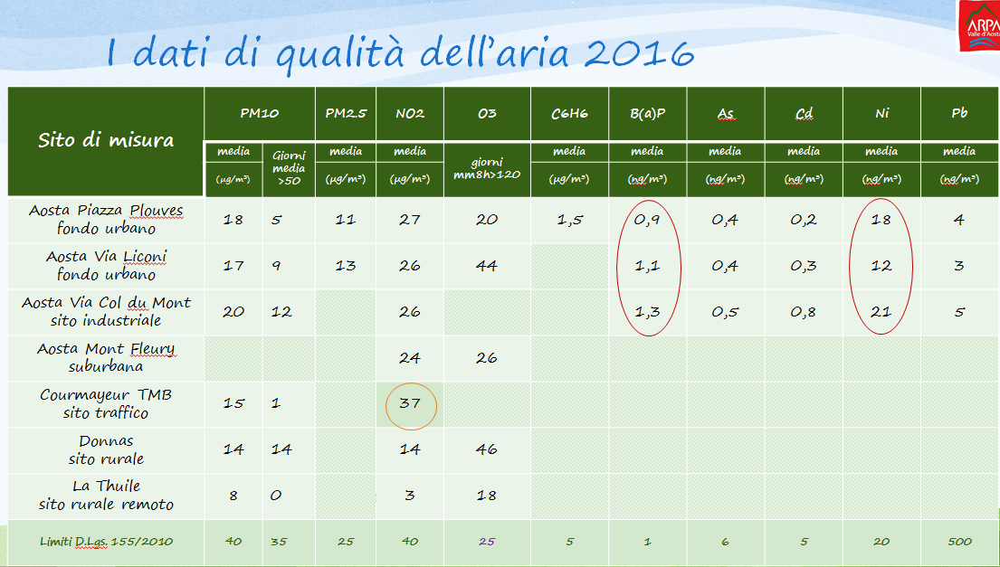 ARPA
Valle d'Aosta
I dati di qualità dell'aria 2016
Sito di misura PM10 PM2.5 NO2 O3 C6H6 B(a)P As Cd Ni Pb
media Giorni media >50 media media giorni mm8h>120 media media media media media media
(µg/m³) (µg/m³) (µg/m³) (µg/m³) (ng/m³) (ng/m³) (ng/m³) (ng/m³) (ng/m³)
Aosta Piazza Plouves
fondo urbano
18 5 11 27 20 1,5 0,9 0,4 0,2 18 4
Aosta Via Liconi
fondo urbano
17 9 13 26 44 1,1 0,4 0,3 12 3
Aosta Via Col du Mont
sito industriale
20 12 26 1,3 0,5 0,8 21 5
Aosta Mont Fleury
suburbana
24 26
Courmayeur TMB
sito traffico
15 1 37
Donnas
sito rurale
14 14 14 46
La Thuile
sito rurale remoto
8 0 3 18
Limiti D.Lgs. 155/2010 40 35 25 40 25 5 1 6 5 20 500